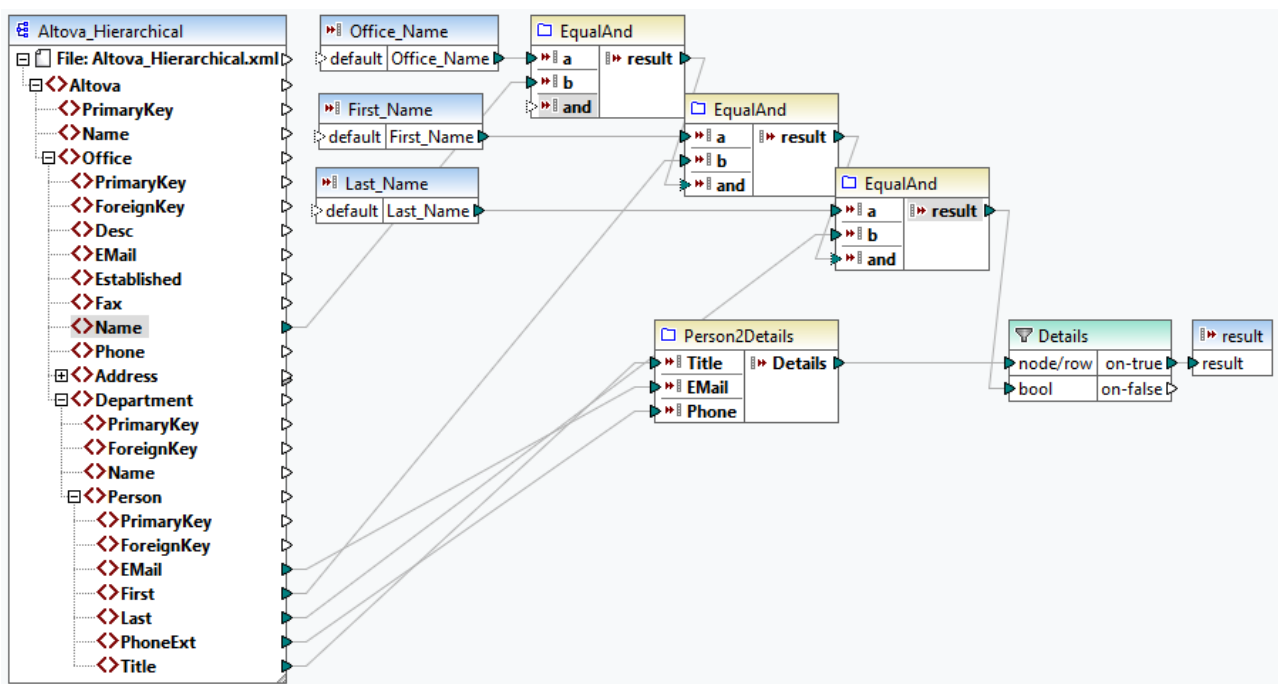 Altova_Hierarchical
File: Altova_Hierarchical.xml
Altova
PrimaryKey
Name
Office
PrimaryKey
ForeignKey
Desc
EMail
Established
Fax
Name
Phone
Address
Department
PrimaryKey
ForeignKey
Name
Person
PrimaryKey
ForeignKey
EMail
First
Last
PhoneExt
Title
Office_Name
default Office_Name
First_Name
default First_Name
Last_Name
default Last_Name
EqualAnd
a result
b
and
EqualAnd
a result
b
and
EqualAnd
a result
b
and
Person2Details
Title Details
EMail
Phone
Details
node/row on-true
bool on-false
result
result